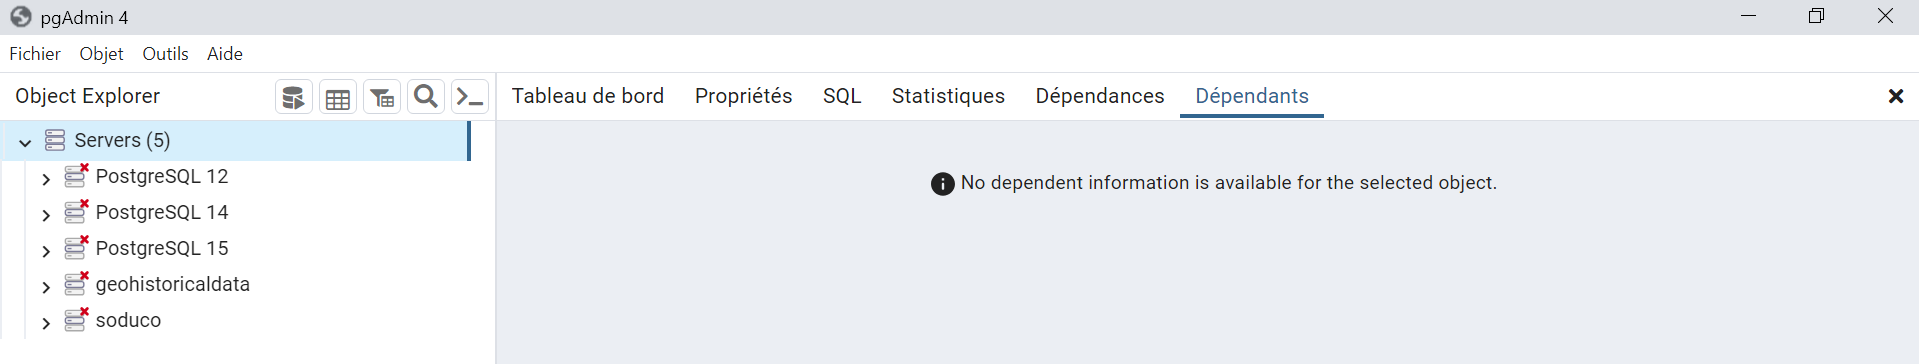 pgAdmin 4
Fichier Objet Outils Aide
Object Explorer
Tableau de bord Propriétés SQL Statistiques Dépendances Dépendants
Servers (5)
PostgreSQL 12
PostgreSQL 14
PostgreSQL 15
geohistoricaldata
soduco
No dependent information is available for the selected object.